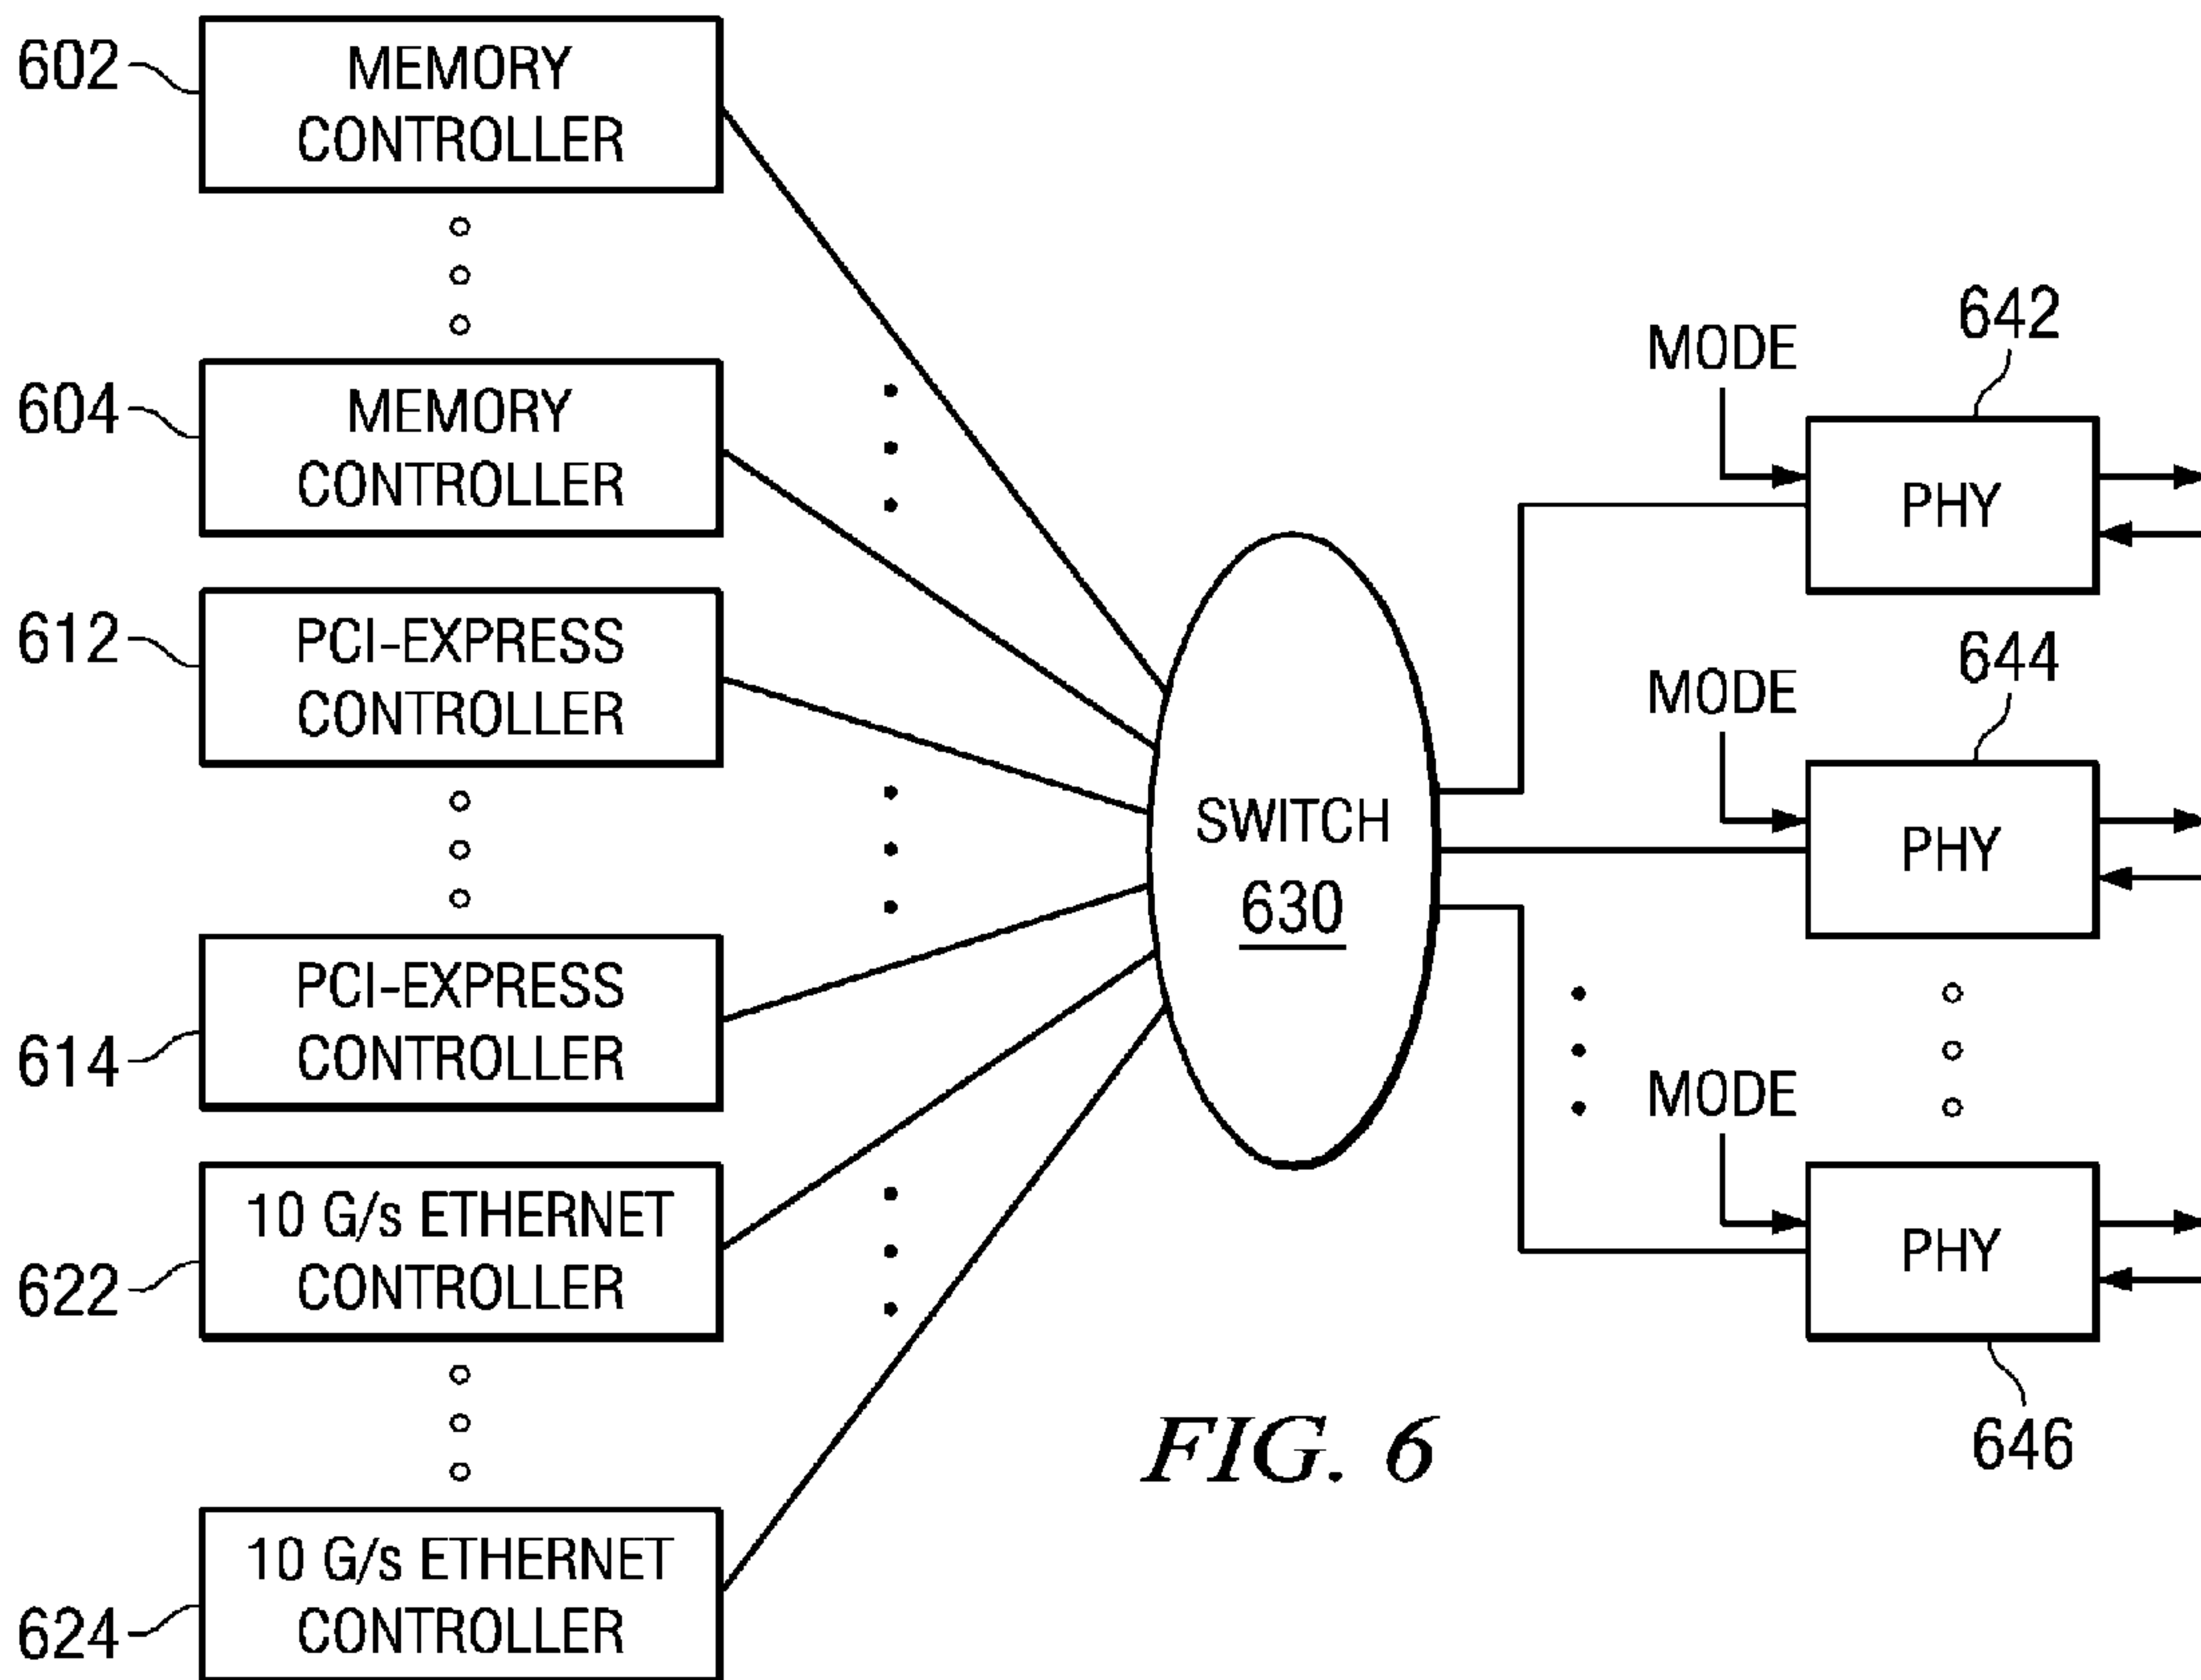 602
MEMORY
CONTROLLER
604
MEMORY
CONTROLLER
612
PCI-EXPRESS
CONTROLLER
614
PCI-EXPRESS
CONTROLLER
622
10 G/s ETHERNET
CONTROLLER
624
10 G/s ETHERNET
CONTROLLER
SWITCH
630
MODE
642
PHY
MODE
644
PHY
MODE
PHY
646
FIG. 6